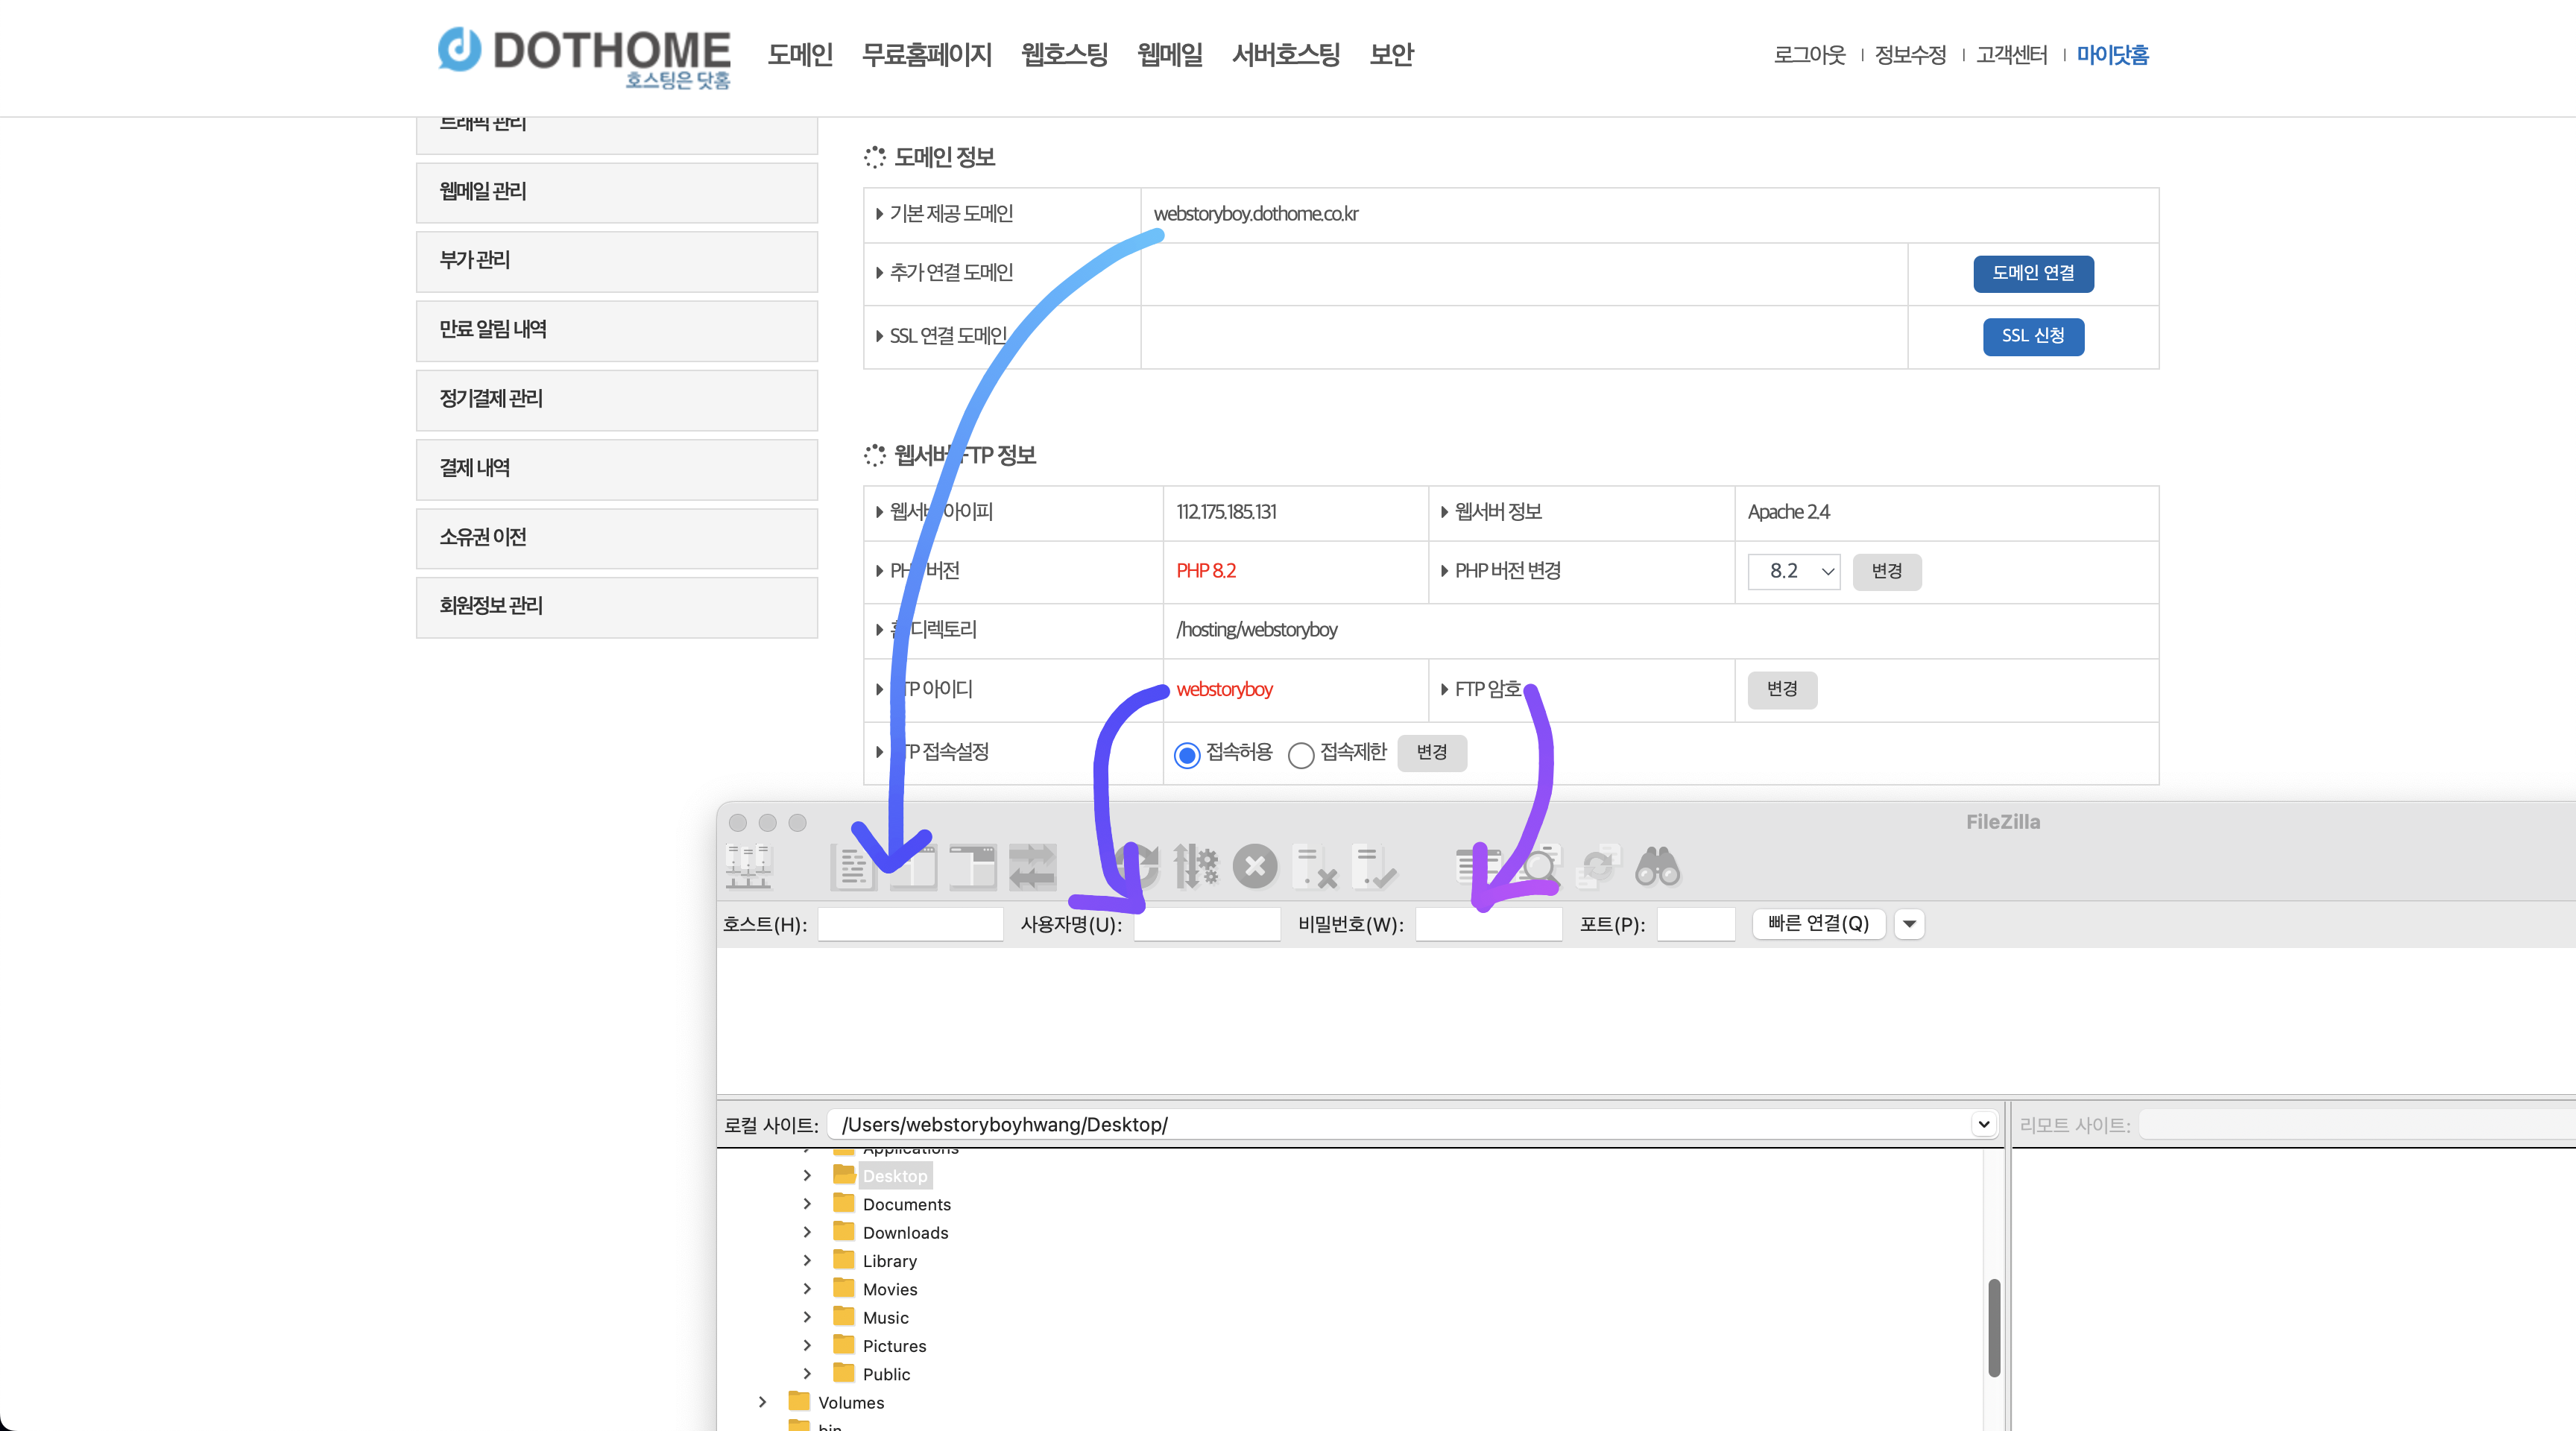 DOTHOME
호스팅은 닷홈
도메인 무료홈페이지 웹호스팅 웹메일 서버호스팅 보안
로그아웃 정보수정 고객센터 마이닷홈
트래픽 관리
웹메일 관리
부가 관리
만료 알림 내역
정기결제 관리
결제 내역
소유권 이전
회원정보 관리
도메인 정보
기본 제공 도메인 webstoryboy.dothome.co.kr
추가 연결 도메인 도메인 연결
SSL 연결 도메인 SSL 신청
웹서버 FTP 정보
웹서버 아이피 112.175.185.131 웹서버 정보 Apache 2.4
PHP 버전 PHP 8.2 PHP 버전 변경 8.2 변경
홈 디렉토리 /hosting/webstoryboy
FTP 아이디 webstoryboy FTP 암호 변경
FTP 접속설정 접속허용 접속제한 변경
FileZilla
호스트(H): 사용자명(U): 비밀번호(W): 포트(P): 빠른 연결(Q)
로컬 사이트: /Users/webstoryboyhwang/Desktop/ 리모트 사이트:
Applications
Desktop
Documents
Downloads
Library
Movies
Music
Pictures
Public
Volumes
bin